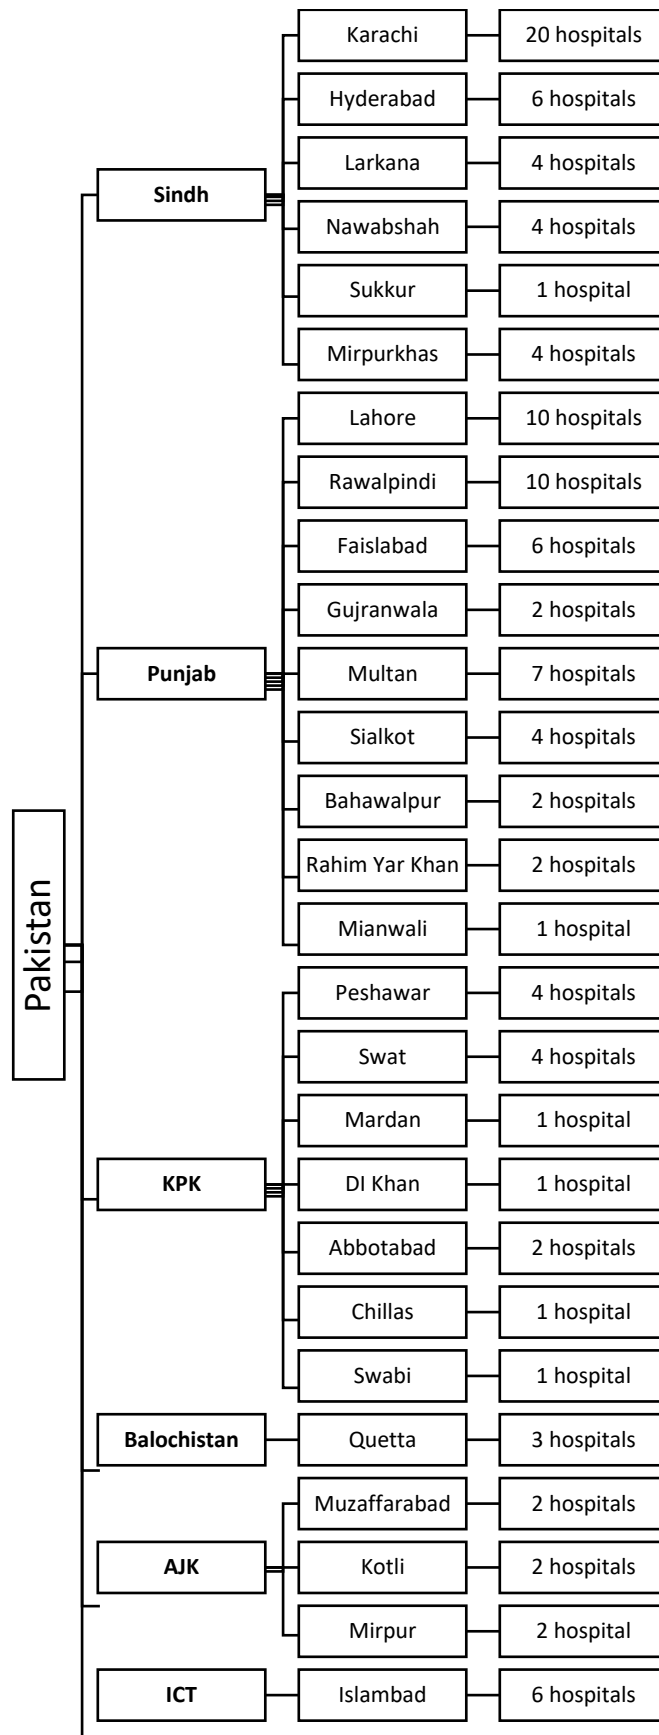 Pakistan
Sindh
Karachi
20 hospitals
Hyderabad
6 hospitals
Larkana
4 hospitals
Nawabshah
4 hospitals
Sukkur
1 hospital
Mirpurkhas
4 hospitals
Punjab
Lahore
10 hospitals
Rawalpindi
10 hospitals
Faislabad
6 hospitals
Gujranwala
2 hospitals
Multan
7 hospitals
Sialkot
4 hospitals
Bahawalpur
2 hospitals
Rahim Yar Khan
2 hospitals
Mianwali
1 hospital
KPK
Peshawar
4 hospitals
Swat
4 hospitals
Mardan
1 hospital
DI Khan
1 hospital
Abbotabad
2 hospitals
Chillas
1 hospital
Swabi
1 hospital
Balochistan
Quetta
3 hospitals
AJK
Muzaffarabad
2 hospitals
Kotli
2 hospitals
Mirpur
2 hospital
ICT
Islambad
6 hospitals